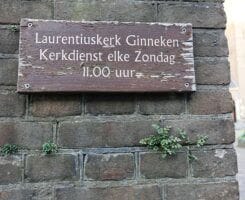 Laurentiuskerk Ginneken
Kerkdienst elke Zondag
11.00 uur